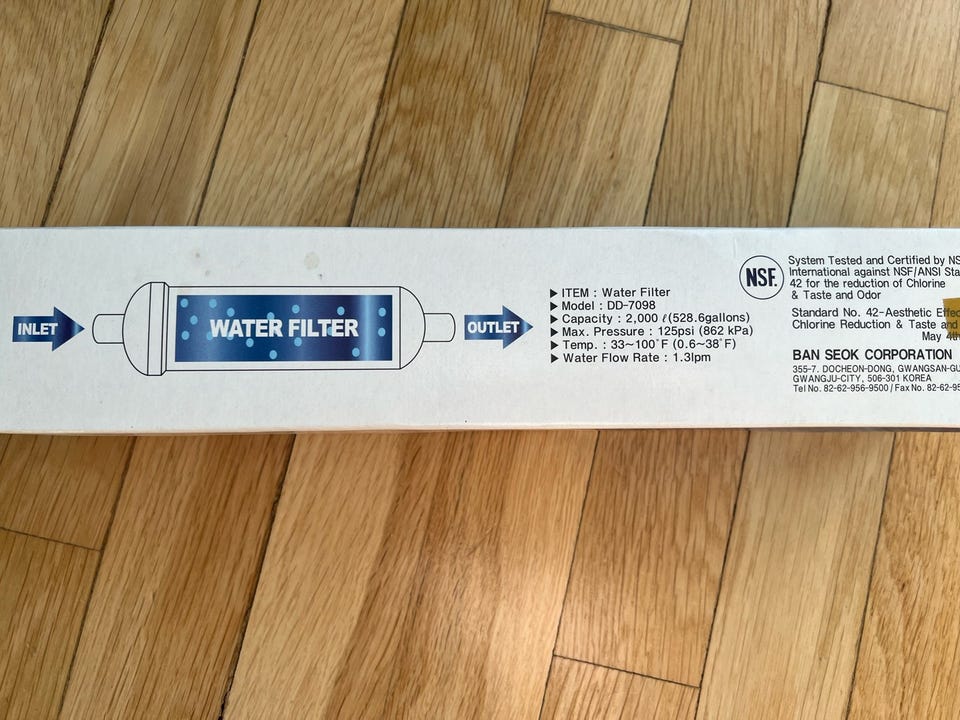 INLET
WATER FILTER
OUTLET
▶ ITEM : Water Filter
▶ Model : DD-7098
▶ Capacity : 2,000 ℓ(528.6gallons)
▶ Max. Pressure : 125psi (862 kPa)
▶ Temp. : 33~100°F (0.6~38°F)
▶ Water Flow Rate : 1.3lpm
NSF.
System Tested and Certified by
International against NSF/ANSI
42 for the reduction of Chlorine
& Taste and Odor
Standard No. 42-Aesthetic
Chlorine Reduction & Taste and
May
BAN SEOK CORPORATION
355-7. DOCHEON-DONG, GWANGSAN-
GWANGJU-CITY, 506-301 KOREA
Tel No. 82-62-956-9500 / Fax No. 82-62-